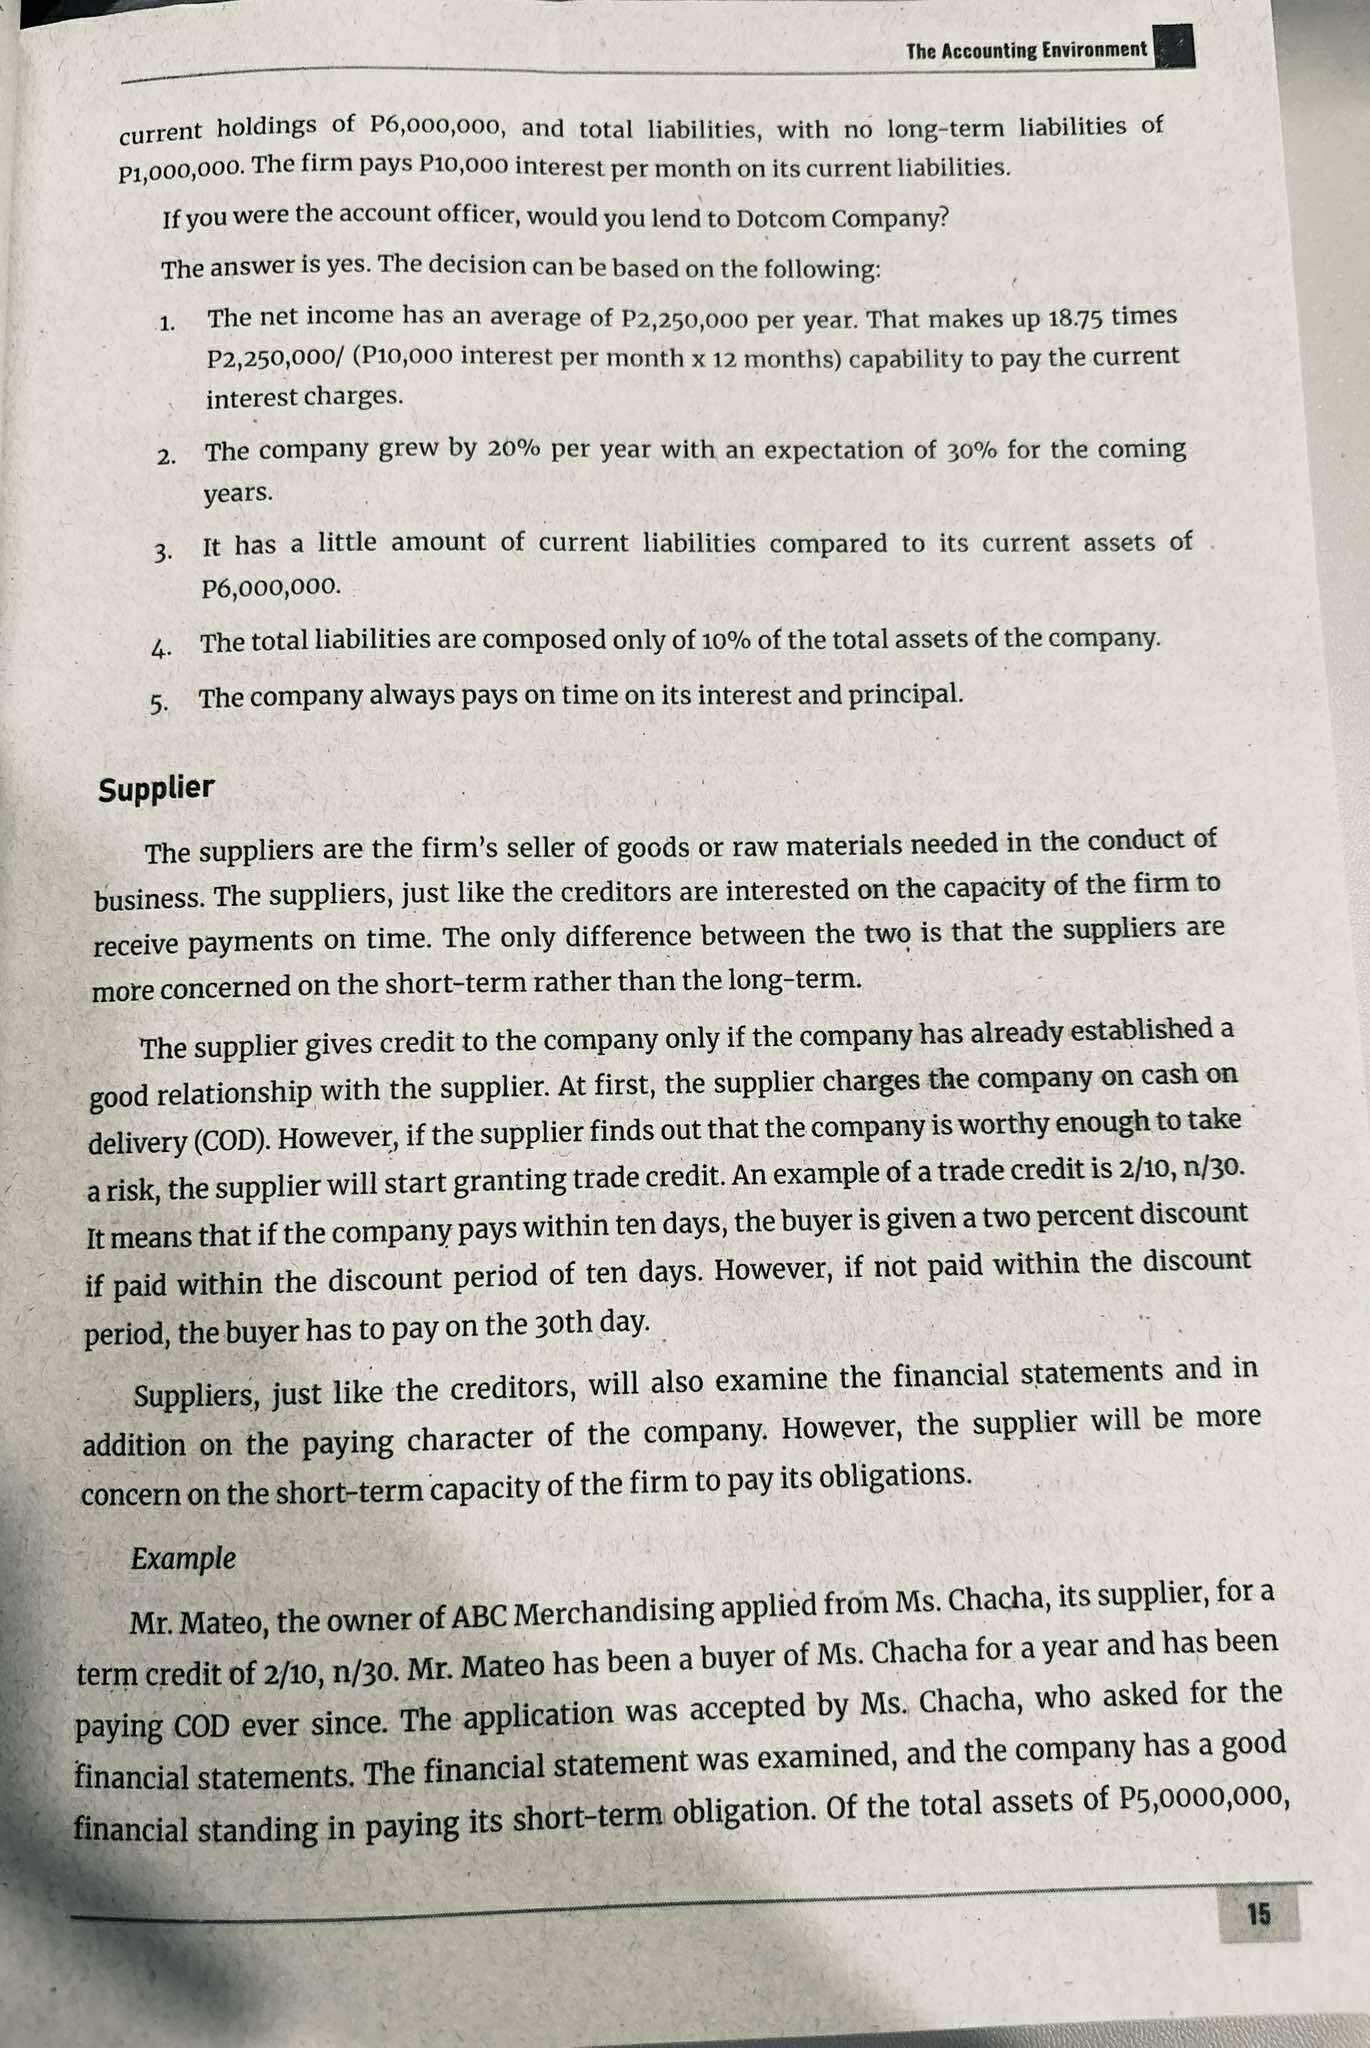 The Accounting Environment
current holdings of P6,000,000, and total liabilities, with no long-term liabilities of
P1,000,000. The firm pays P10,000 interest per month on its current liabilities.
If you were the account officer, would you lend to Dotcom Company?
The answer is yes. The decision can be based on the following:
1. The net income has an average of P2,250,000 per year. That makes up 18.75 times
P2,250,000/ (P10,000 interest per month x 12 months) capability to pay the current
interest charges.
2. The company grew by 20% per year with an expectation of 30% for the coming
years.
3. It has a little amount of current liabilities compared to its current assets of
P6,000,000.
4. The total liabilities are composed only of 10% of the total assets of the company.
5. The company always pays on time on its interest and principal.
Supplier
The suppliers are the firm's seller of goods or raw materials needed in the conduct of
business. The suppliers, just like the creditors are interested on the capacity of the firm to
receive payments on time. The only difference between the two is that the suppliers are
more concerned on the short-term rather than the long-term.
The supplier gives credit to the company only if the company has already established a
good relationship with the supplier. At first, the supplier charges the company on cash on
delivery (COD). However, if the supplier finds out that the company is worthy enough to take
a risk, the supplier will start granting trade credit. An example of a trade credit is 2/10, n/30.
It means that if the company pays within ten days, the buyer is given a two percent discount
if paid within the discount period of ten days. However, if not paid within the discount
period, the buyer has to pay on the 30th day.
Suppliers, just like the creditors, will also examine the financial statements and in
addition on the paying character of the company. However, the supplier will be more
concern on the short-term capacity of the firm to pay its obligations.
Example
Mr. Mateo, the owner of ABC Merchandising applied from Ms. Chacha, its supplier, for a
term credit of 2/10, n/30. Mr. Mateo has been a buyer of Ms. Chacha for a year and has been
paying COD ever since. The application was accepted by Ms. Chacha, who asked for the
financial statements. The financial statement was examined, and the company has a good
financial standing in paying its short-term obligation. Of the total assets of P5,0000,000,
15